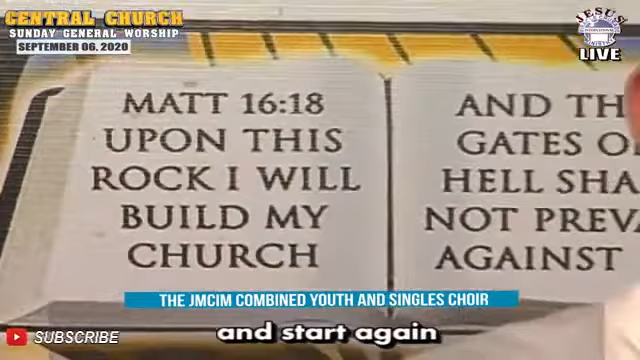 CENTRAL CHURCH
SUNDAY GENERAL WORSHIP
SEPTEMBER 06, 2020
JESUS
LIVE
MATT 16:18
UPON THIS
ROCK I WILL
BUILD MY
CHURCH
AND TH
GATES O
HELL SHA
NOT PREVA
AGAINST
THE JMCIM COMBINED YOUTH AND SINGLES CHOIR
SUBSCRIBE
and start again